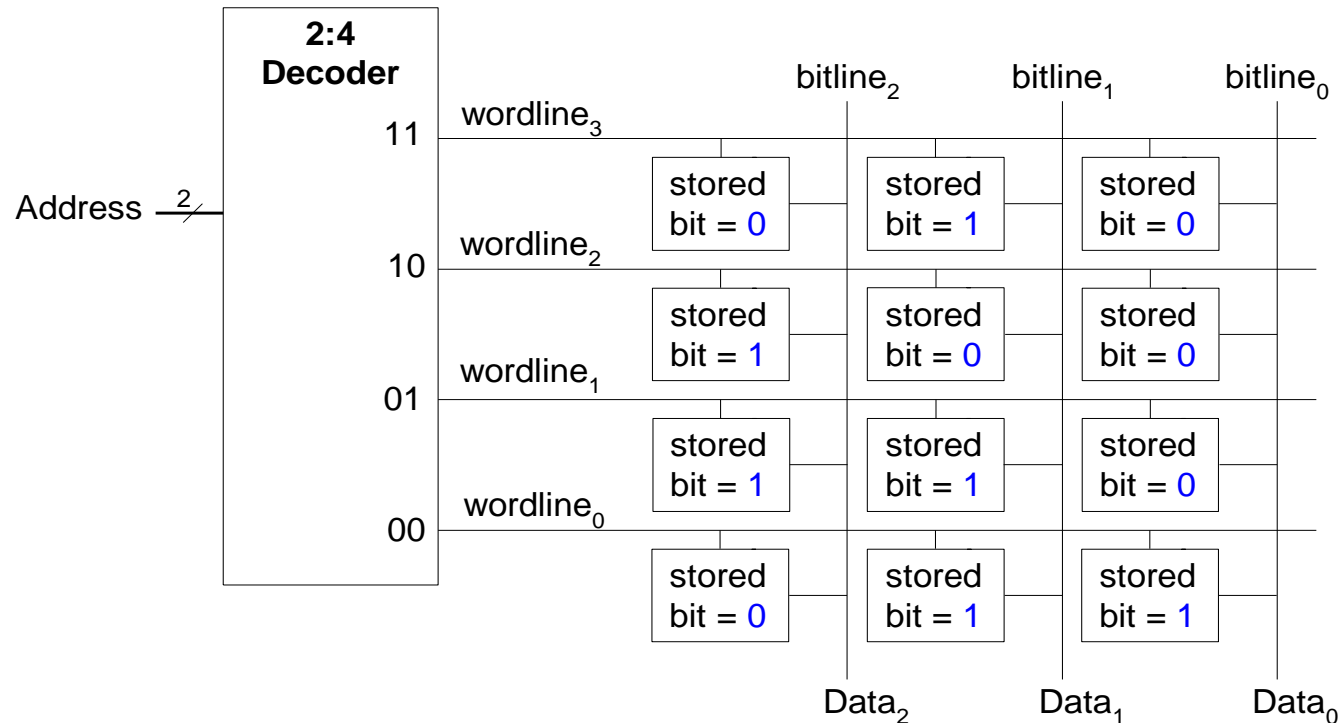 2:4
Decoder
bitline₂ bitline₁ bitline₀
wordline₃
11
stored stored stored
bit = 0 bit = 1 bit = 0
Address 2
wordline₂
10
stored stored stored
bit = 1 bit = 0 bit = 0
wordline₁
01
stored stored stored
bit = 1 bit = 1 bit = 0
wordline₀
00
stored stored stored
bit = 0 bit = 1 bit = 1
Data₂ Data₁ Data₀